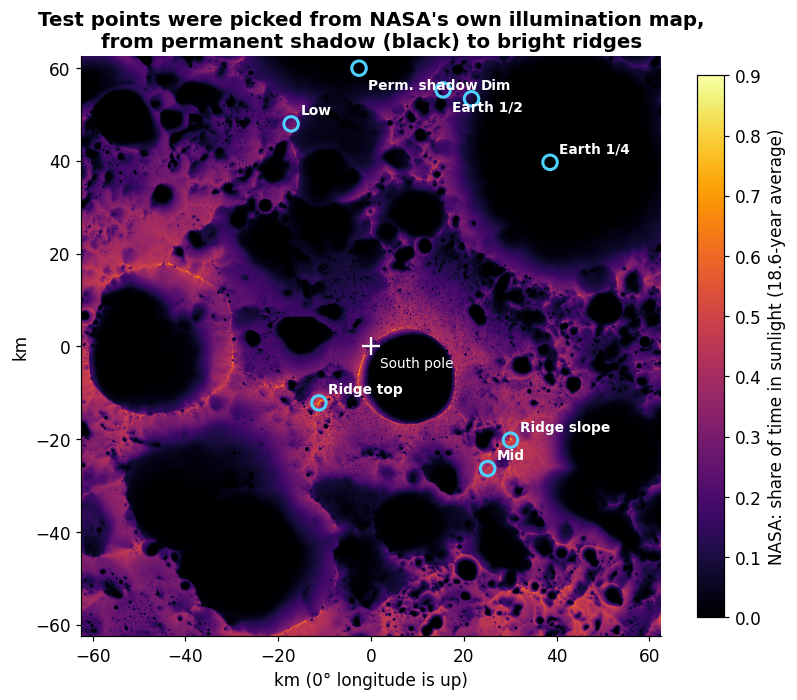 Test points were picked from NASA's own illumination map,
from permanent shadow (black) to bright ridges
60
40
20
0
−20
−40
−60
km
Perm. shadow
Dim
Earth 1/2
Low
Earth 1/4
South pole
Ridge top
Ridge slope
Mid
−60
−40
−20
0
20
40
60
km (0° longitude is up)
0.9
0.8
0.7
0.6
0.5
0.4
0.3
0.2
0.1
0.0
NASA: share of time in sunlight (18.6-year average)